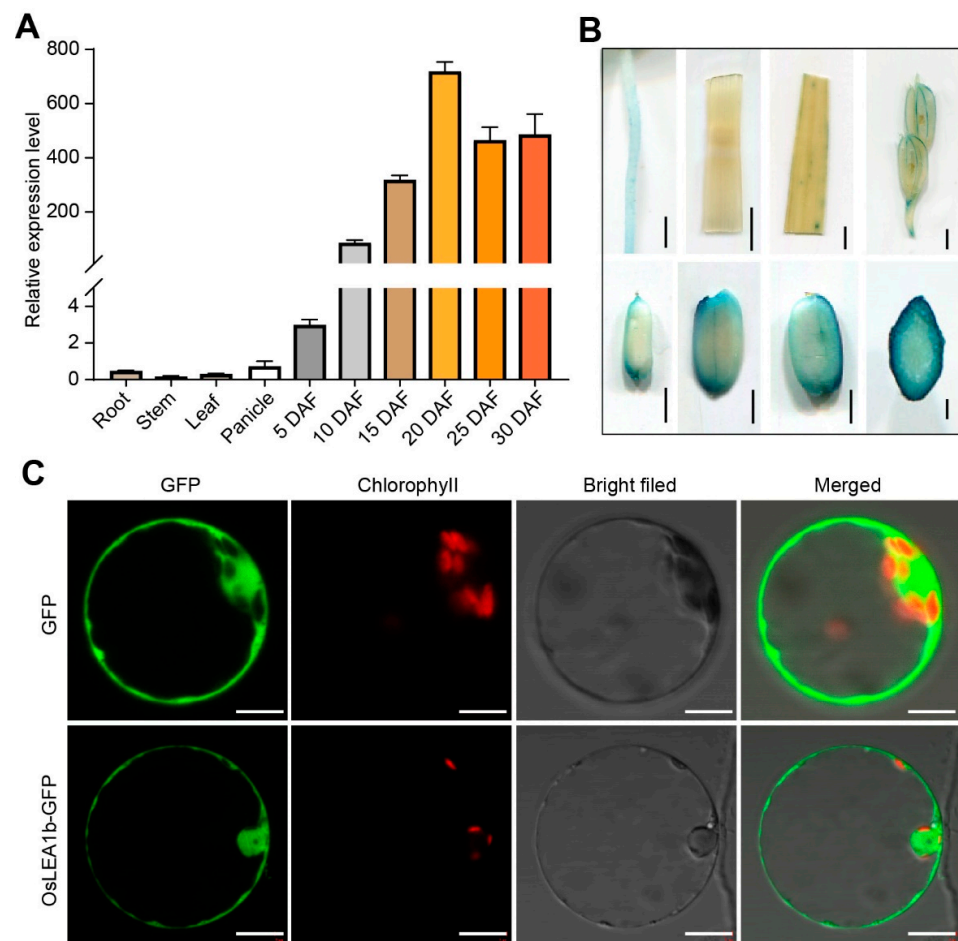 A
Relative expression level
800
600
400
200
4
2
0
Root
Stem
Leaf
Panicle
5 DAF
10 DAF
15 DAF
20 DAF
25 DAF
30 DAF
B
C
GFP
Chlorophyll
Bright filed
Merged
GFP
OsLEA1b-GFP